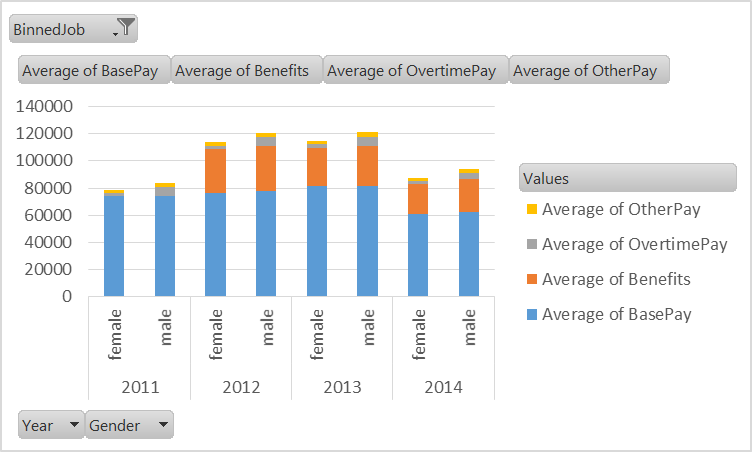 BinnedJob
Average of BasePay Average of Benefits Average of OvertimePay Average of OtherPay
140000
120000
100000
80000
60000
40000
20000
0
female male female male female male female male
2011 2012 2013 2014
Values
Average of OtherPay
Average of OvertimePay
Average of Benefits
Average of BasePay
Year Gender